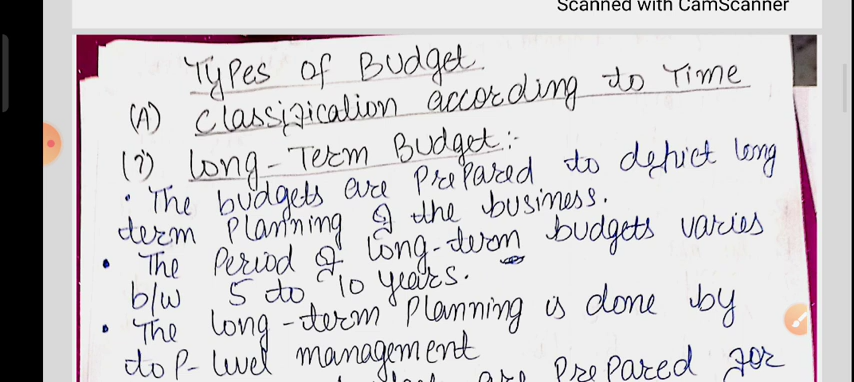 Scanned with CamScanner
Types of Budget
(A) Classification according to Time
(i) Long-Term Budget:-
• The budgets are prepared to depict long
term planning of the business.
• The Period of long-term budgets varies
b/w 5 to 10 years.
• The long-term planning is done by
top-level management
are prepared for